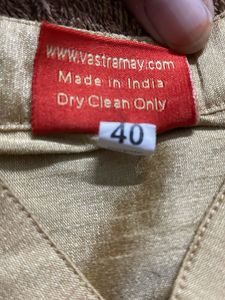 www.vastramay.com
Made in India
Dry Clean Only
40